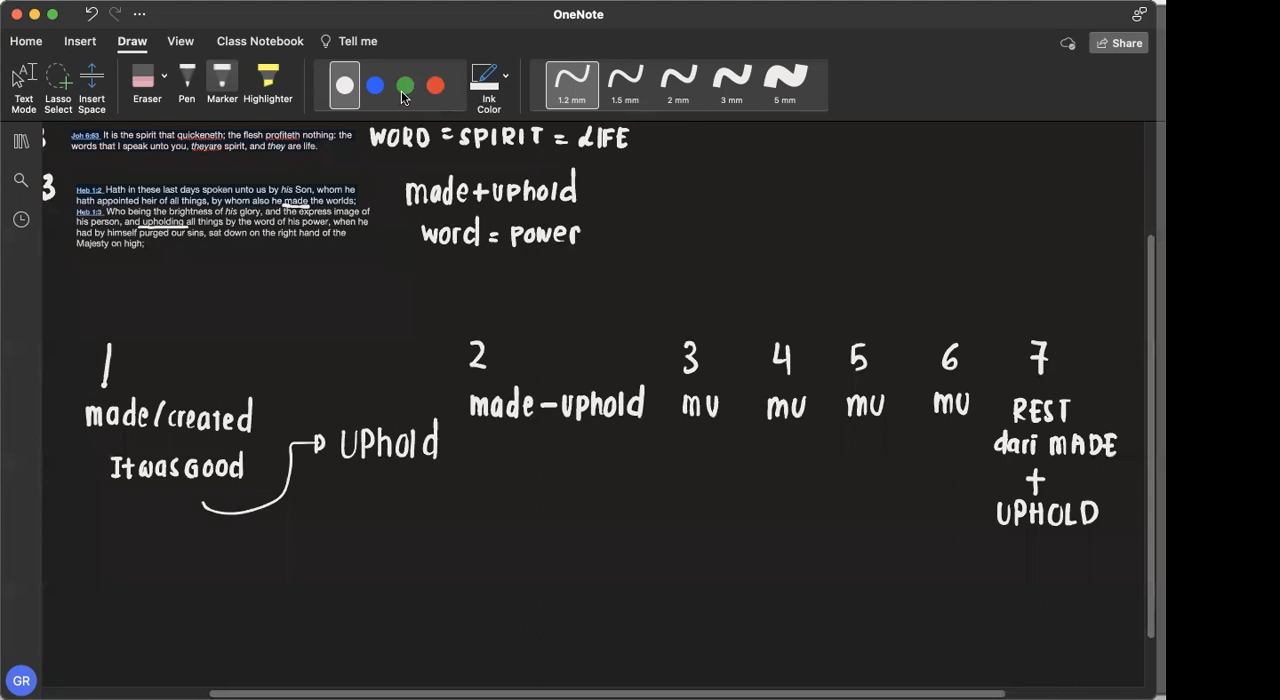 OneNote
Home Insert Draw View Class Notebook Tell me
Share
Text Mode
Lasso Select
Insert Space
Eraser
Pen
Marker
Highlighter
Ink Color
1.2 mm
1.5 mm
2 mm
3 mm
5 mm
Joh 6:63 It is the spirit that quickeneth; the flesh profiteth nothing: the
words that I speak unto you, they are spirit, and they are life.
WORD = SPIRIT = LIFE
3
Heb 1:2 Hath in these last days spoken unto us by his Son, whom he
hath appointed heir of all things, by whom also he made the worlds;
Heb 1:3 Who being the brightness of his glory, and the express image of
his person, and upholding all things by the word of his power, when he
had by himself purged our sins, sat down on the right hand of the
Majesty on high;
made+uphold
word = power
1 2 3 4 5 6 7
made/created
It was Good
UPhold
made-uphold
mu
mu
mu
mu
REST
dari MADE
+
UPHOLD
GR